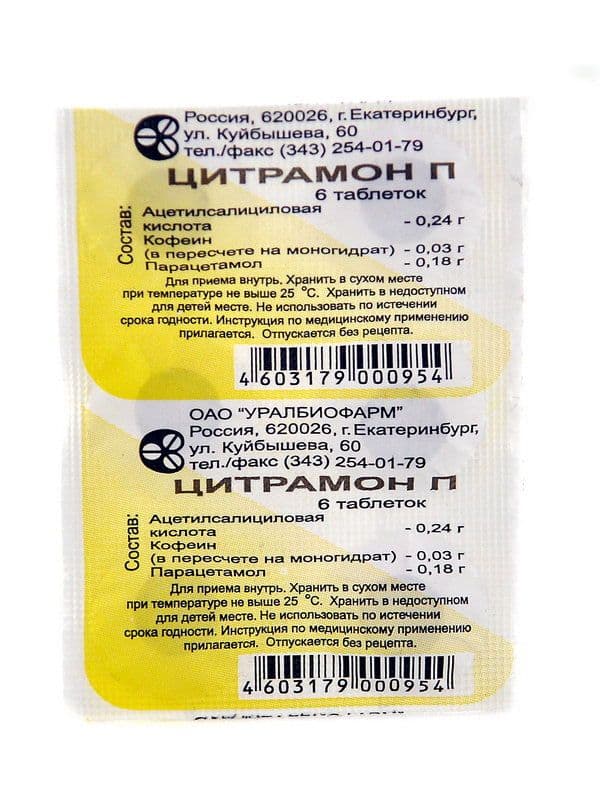 Россия, 620026, г. Екатеринбург,
ул. Куйбышева, 60
тел./факс (343) 254-01-79
ЦИТРАМОН П
6 таблеток
Состав:
Ацетилсалициловая
кислота - 0,24 г
Кофеин
(в пересчете на моногидрат) - 0,03 г
Парацетамол - 0,18 г
Для приема внутрь. Хранить в сухом месте
при температуре не выше 25 °С. Хранить в недоступном
для детей месте. Не использовать по истечении
срока годности. Инструкция по медицинскому применению
прилагается. Отпускается без рецепта.
4 603179 000954
ОАО "УРАЛБИОФАРМ"
Россия, 620026, г. Екатеринбург,
ул. Куйбышева, 60
тел./факс (343) 254-01-79
ЦИТРАМОН П
6 таблеток
Состав:
Ацетилсалициловая
кислота - 0,24 г
Кофеин
(в пересчете на моногидрат) - 0,03 г
Парацетамол - 0,18 г
Для приема внутрь. Хранить в сухом месте
при температуре не выше 25 °С. Хранить в недоступном
для детей месте. Не использовать по истечении
срока годности. Инструкция по медицинскому применению
прилагается. Отпускается без рецепта.
4 603179 000954